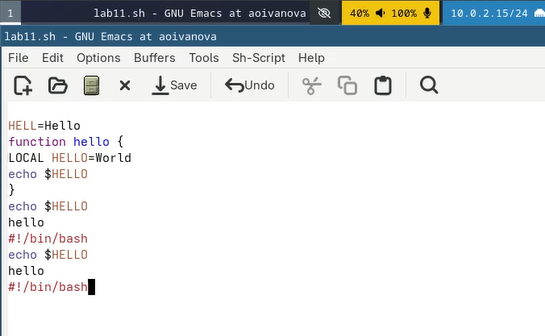 1 lab11.sh - GNU Emacs at aoivanova 40% 100% 10.0.2.15/24
lab11.sh - GNU Emacs at aoivanova
File Edit Options Buffers Tools Sh-Script Help
Save Undo
HELL=Hello
function hello {
LOCAL HELLO=World
echo $HELLO
}
echo $HELLO
hello
#!/bin/bash
echo $HELLO
hello
#!/bin/bash